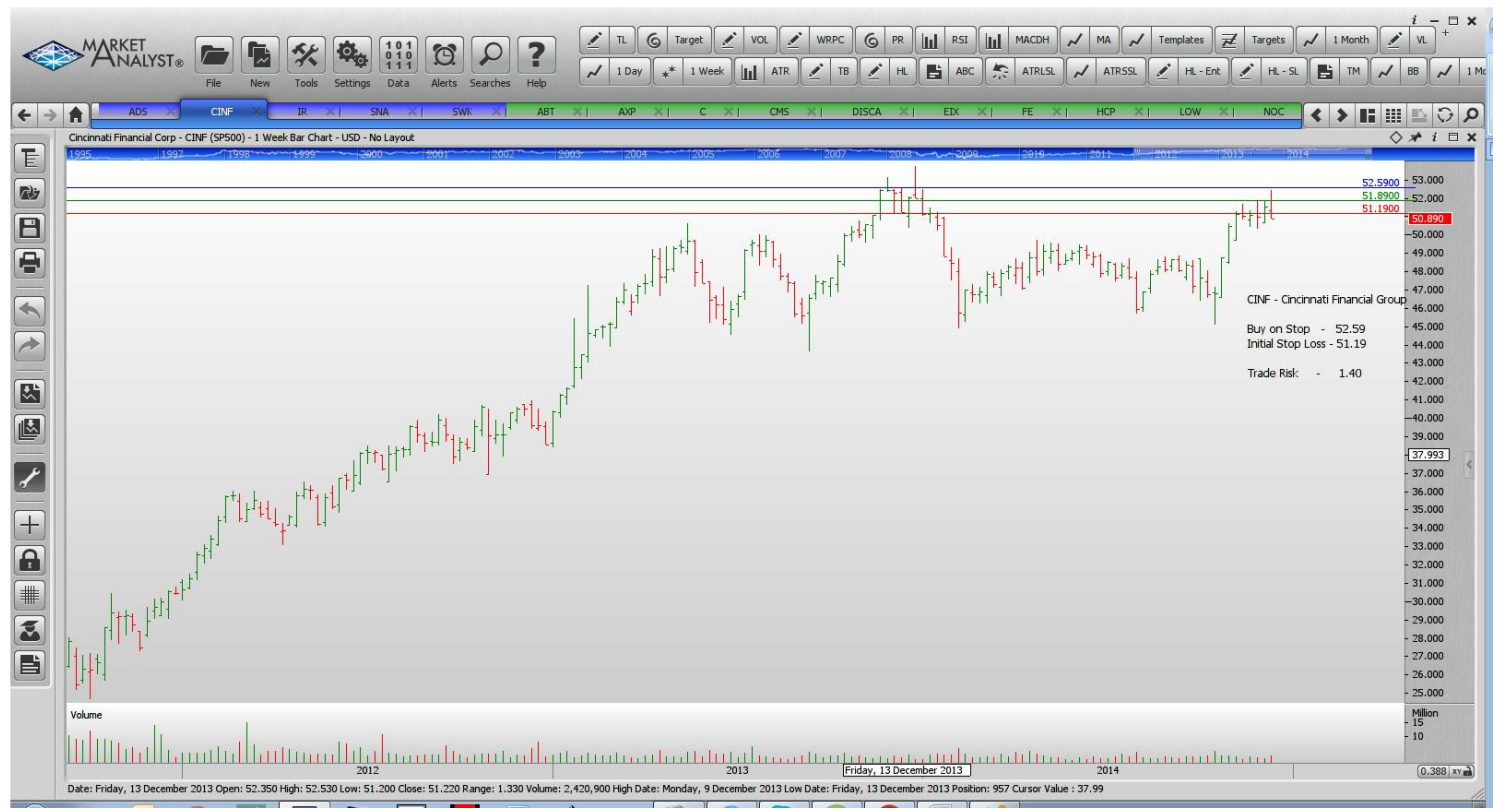 MARKET
ANALYST®
File New Tools Settings Data Alerts Searches Help
TL Target VOL WRPC PR RSI MACDH MA Templates Targets 1 Month VL
1 Day 1 Week ATR TB HL ABC ATRLSL ATRSSL HL - Ent HL - SL TM BB 1 Mo
ADS CINF IR SNA SWK ABT AXP C CMS DISCA EIX FE HCP LOW NOC
Cincinnati Financial Corp - CINF (SP500) - 1 Week Bar Chart - USD - No Layout
1995 1997 1998 1999 2000 2001 2002 2003 2004 2005 2006 2007 2008 2009 2010 2011 2012 2013 2014
53.000
52.5900
51.8900
52.000
51.1900
50.890
50.000
49.000
48.000
47.000
CINF - Cincinnati Financial Group
46.000
45.000
Buy on Stop - 52.59
Initial Stop Loss - 51.19
44.000
43.000
Trade Risk - 1.40
42.000
41.000
40.000
39.000
37.993
37.000
36.000
35.000
34.000
33.000
32.000
31.000
30.000
29.000
28.000
27.000
26.000
25.000
Volume
Million
15
10
2012 2013 Friday, 13 December 2013 2014
0.388 XY
Date: Friday, 13 December 2013 Open: 52.350 High: 52.530 Low: 51.200 Close: 51.220 Range: 1.330 Volume: 2,420,900 High Date: Monday, 9 December 2013 Low Date: Friday, 13 December 2013 Position: 957 Cursor Value : 37.99